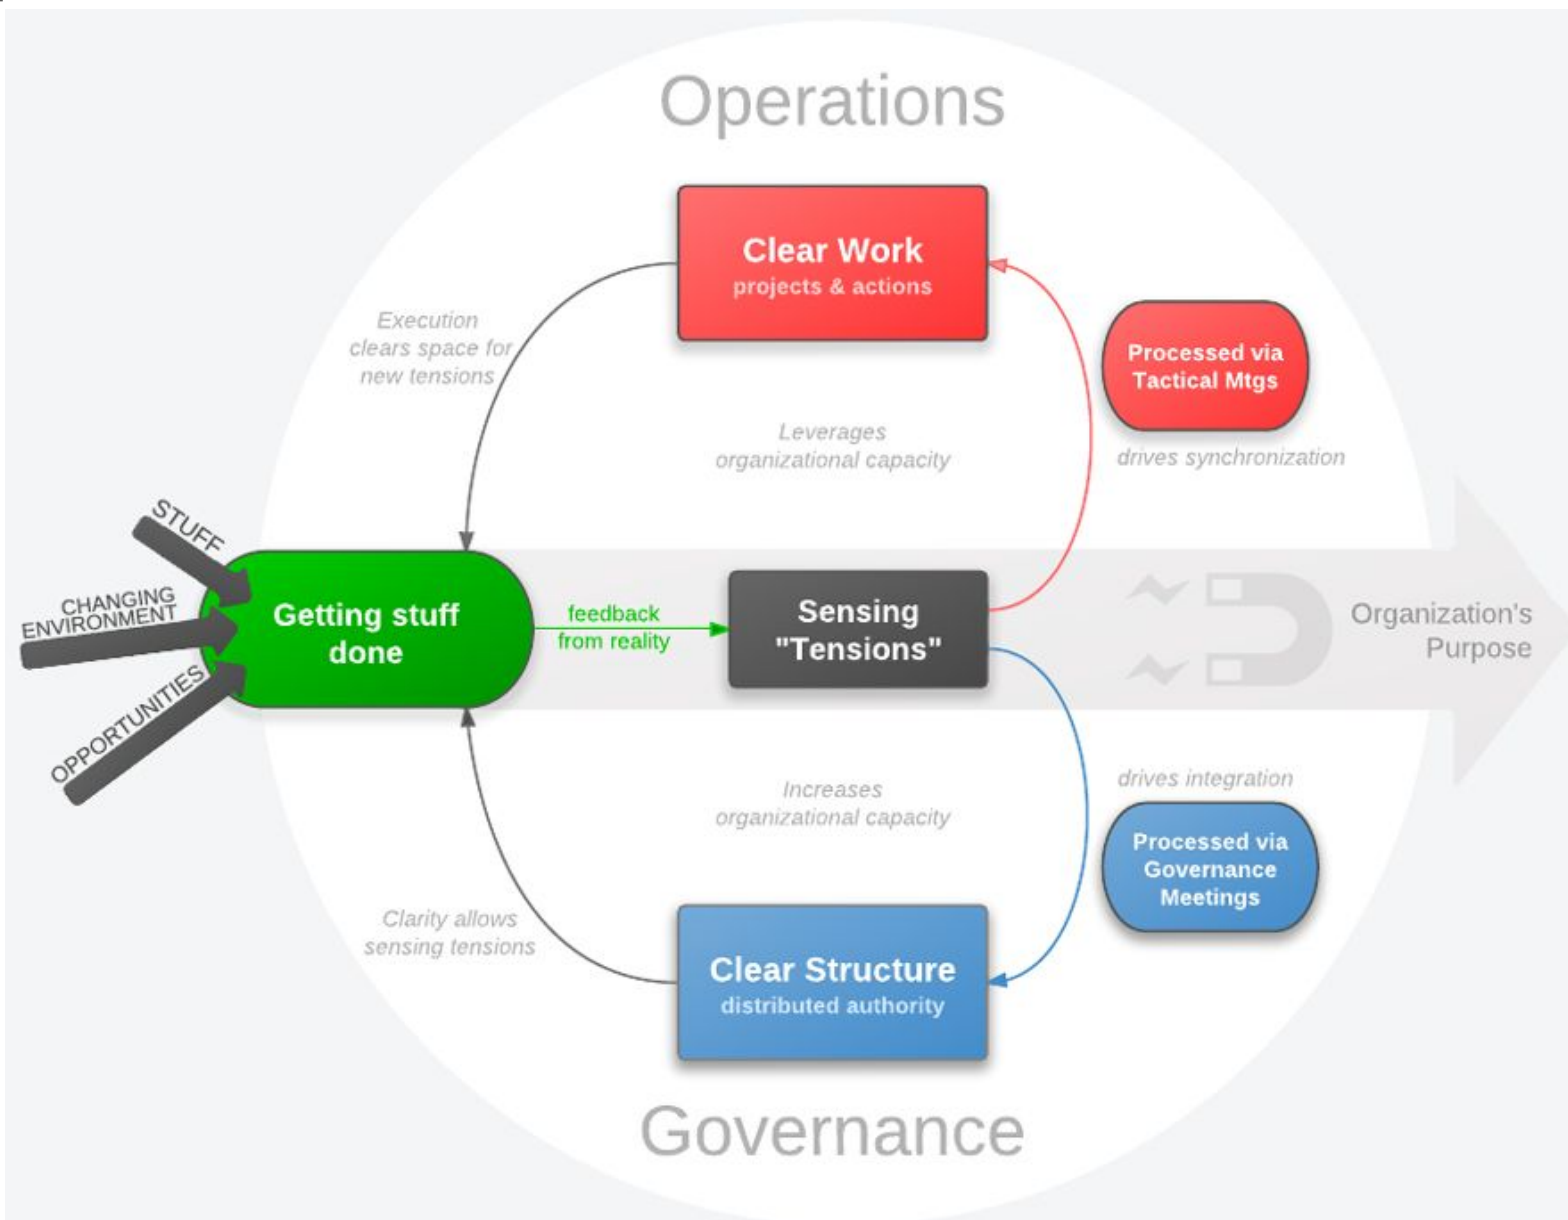 Operations
Clear Work
projects & actions
Execution
clears space for
new tensions
Processed via
Tactical Mtgs
drives synchronization
Leverages
organizational capacity
STUFF
CHANGING
ENVIRONMENT
OPPORTUNITIES
Getting stuff
done
feedback
from reality
Sensing
"Tensions"
Organization's
Purpose
Increases
organizational capacity
drives integration
Processed via
Governance
Meetings
Clarity allows
sensing tensions
Clear Structure
distributed authority
Governance